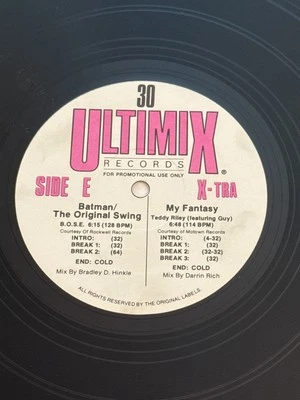 30
ULTIMIX®
RECORDS
FOR PROMOTIONAL USE ONLY
SIDE E
X-TRA
Batman/
The Original Swing
B.O.S.E. 6:15 (128 BPM)
Courtesy of Rockwell Records
INTRO: (32)
BREAK 1: (32)
BREAK 2: (64)
END: COLD
Mix By Bradley D. Hinkle
My Fantasy
Teddy Riley (featuring Guy)
6:48 (114 BPM)
Courtesy of Motown Records
INTRO: (4-32)
BREAK 1: (32)
BREAK 2: (32-32)
BREAK 3: (32)
END: COLD
Mix By Darrin Rich
ALL RIGHTS RESERVED BY THE ORIGINAL LABELS.